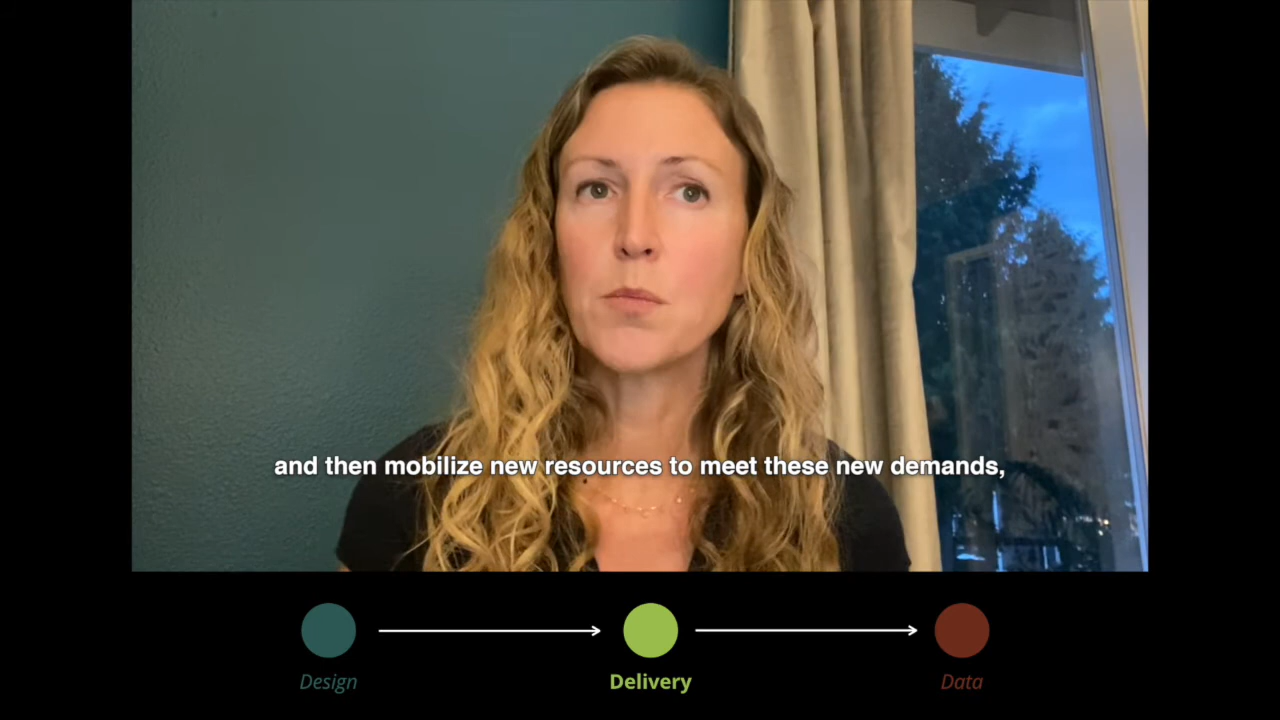 and then mobilize new resources to meet these new demands,
Design
Delivery
Data